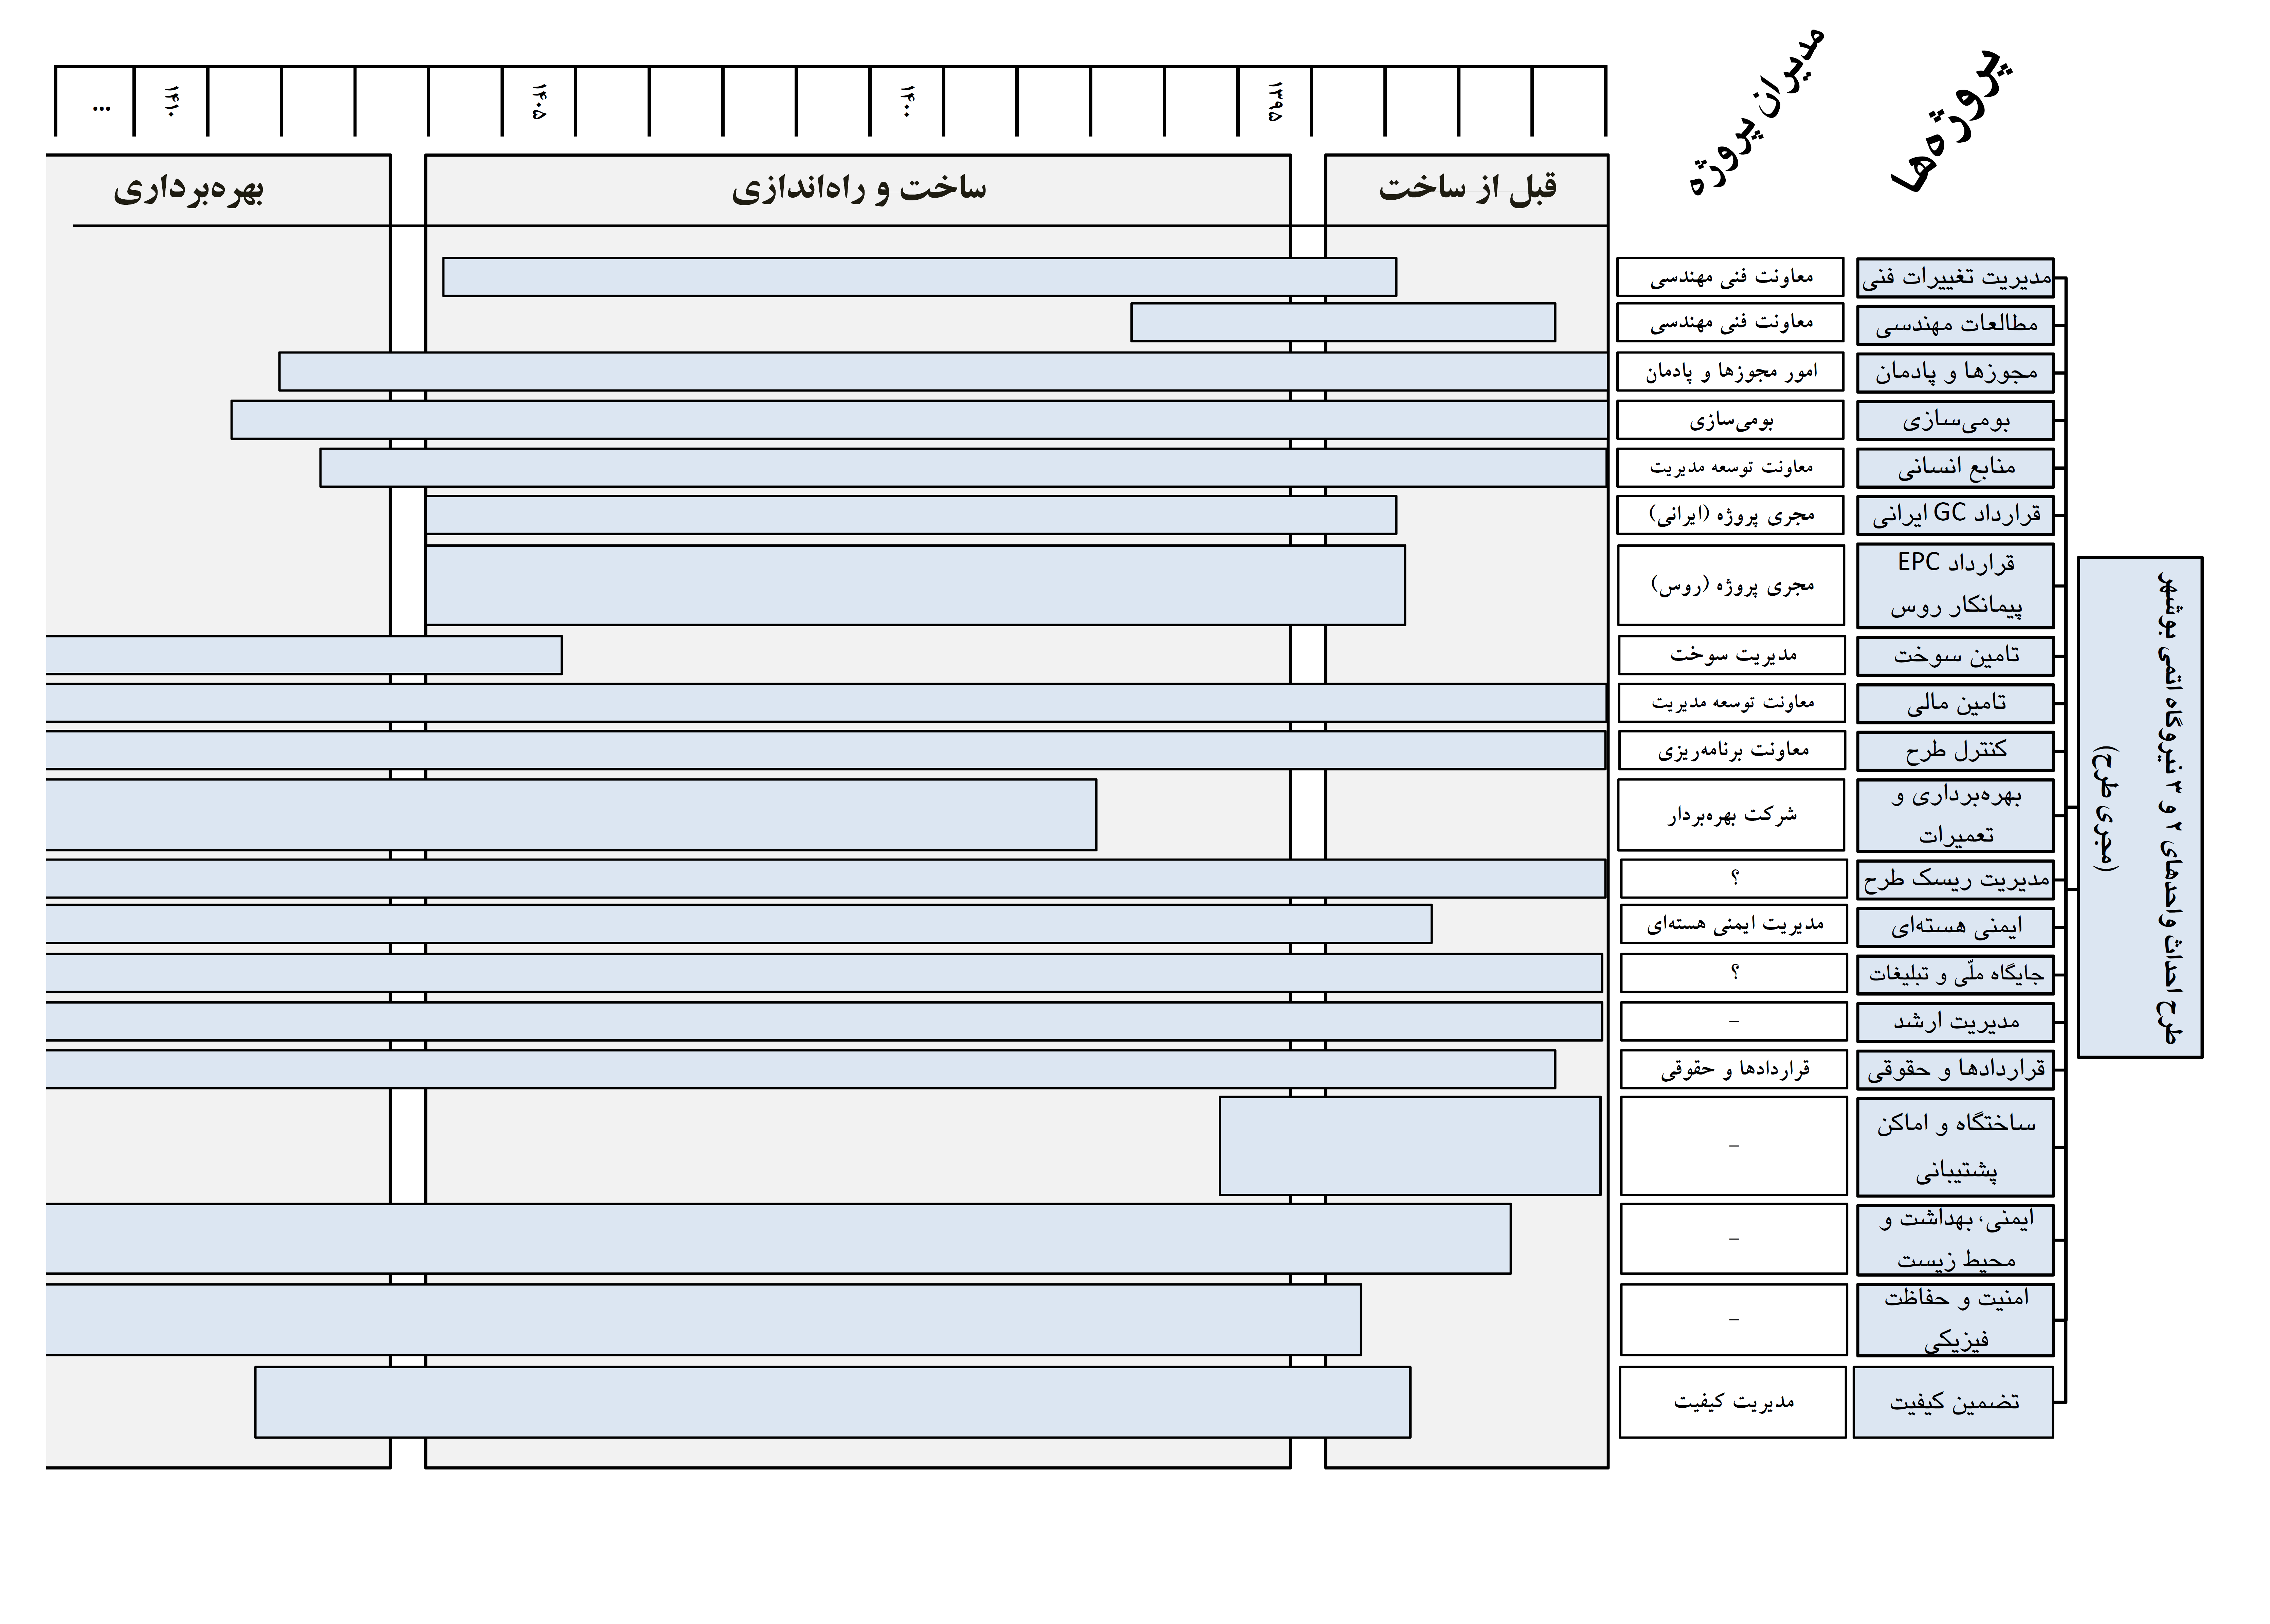 پروژه‌ها
مدیران پروژه
۱۳۹۵
۱۴۰۰
۱۴۰۵
۱۴۱۰
...
قبل از ساخت
ساخت و راه‌اندازی
بهره‌برداری
طرح احداث واحدهای ۲ و ۳ نیروگاه اتمی بوشهر
(مجری طرح)
مدیریت تغییرات فنی
معاونت فنی مهندسی
مطالعات مهندسی
معاونت فنی مهندسی
مجوزها و پادمان
امور مجوزها و پادمان
بومی‌سازی
بومی‌سازی
منابع انسانی
معاونت توسعه مدیریت
قرارداد GC ایرانی
مجری پروژه (ایرانی)
قرارداد EPC
پیمانکار روس
مجری پروژه (روس)
تامین سوخت
مدیریت سوخت
تامین مالی
معاونت توسعه مدیریت
کنترل طرح
معاونت برنامه‌ریزی
بهره‌برداری و
تعمیرات
شرکت بهره‌بردار
مدیریت ریسک طرح
؟
ایمنی هسته‌ای
مدیریت ایمنی هسته‌ای
جایگاه ملّی و تبلیغات
؟
مدیریت ارشد
–
قراردادها و حقوقی
قراردادها و حقوقی
ساختگاه و اماکن
پشتیبانی
–
ایمنی، بهداشت و
محیط زیست
–
امنیت و حفاظت
فیزیکی
–
تضمین کیفیت
مدیریت کیفیت